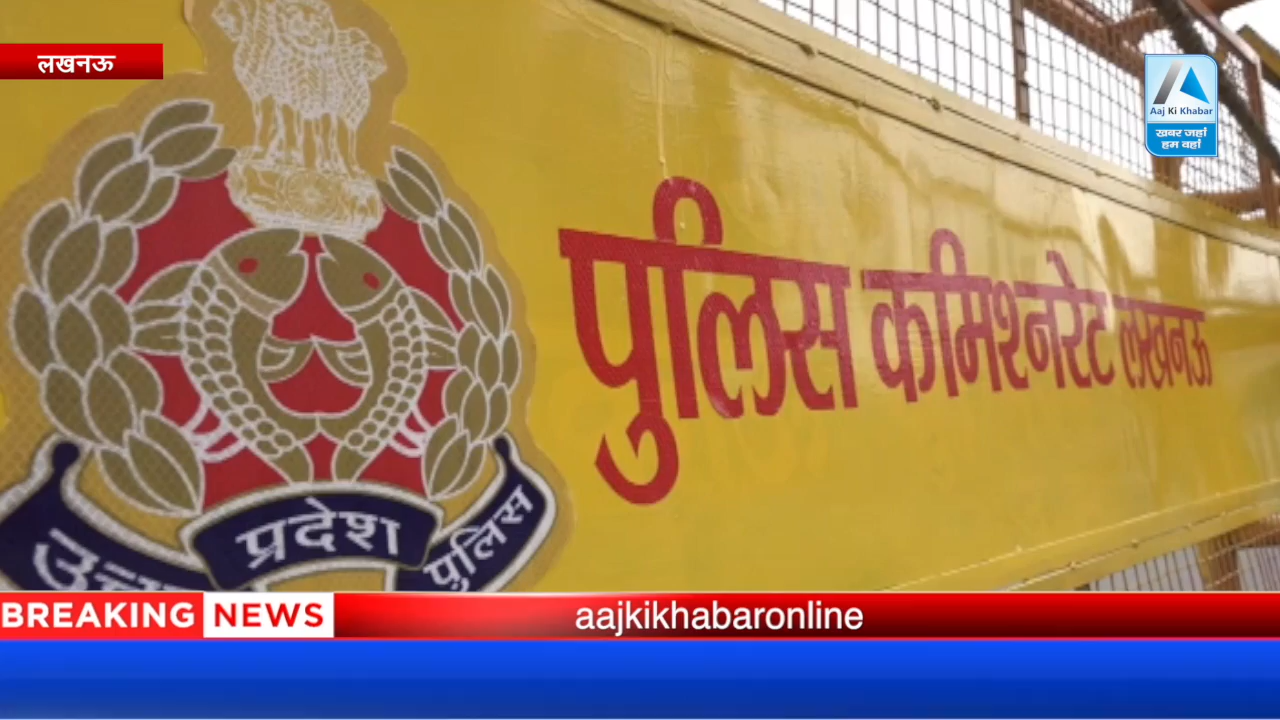 लखनऊ
Aaj Ki Khabar
खबर जहां
हम वहां
पुलिस कमिश्नरेट लखनऊ
प्रदेश
पुलिस
BREAKING NEWS
aajkikhabaronline